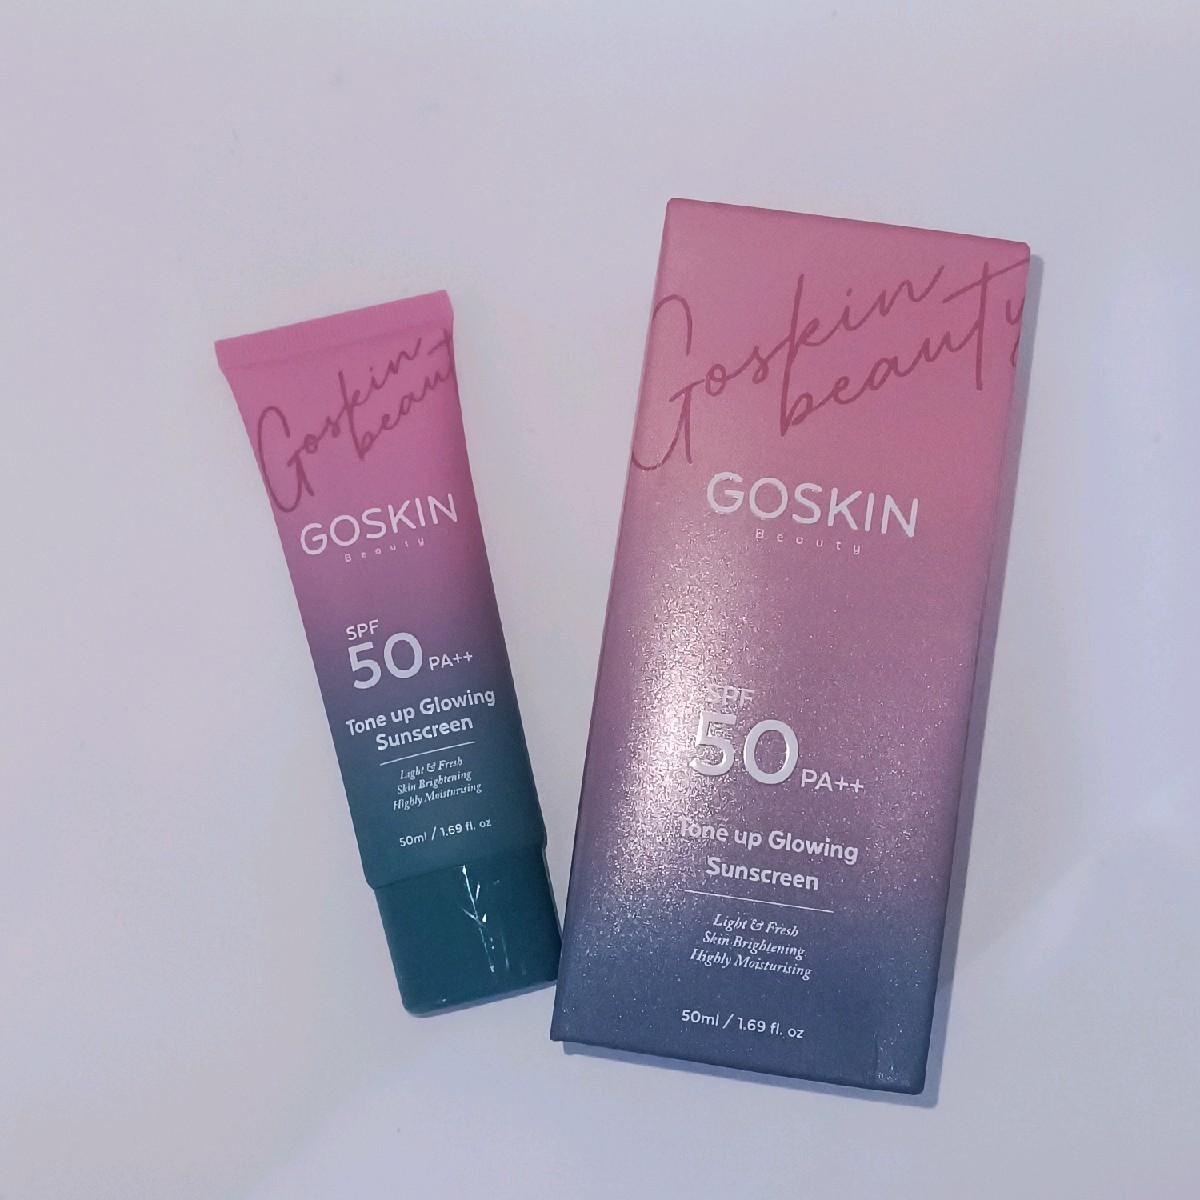 Goskin
beaut
GOSKIN
Beauty
SPF
50 PA++
Tone up Glowing
Sunscreen
Light & Fresh
Skin Brightening
Highly Moisturising
50ml / 1.69 fl. oz
Goskin
beauty
GOSKIN
Beauty
SPF
50 PA++
Tone up Glowing
Sunscreen
Light & Fresh
Skin Brightening
Highly Moisturising
50ml / 1.69 fl. oz